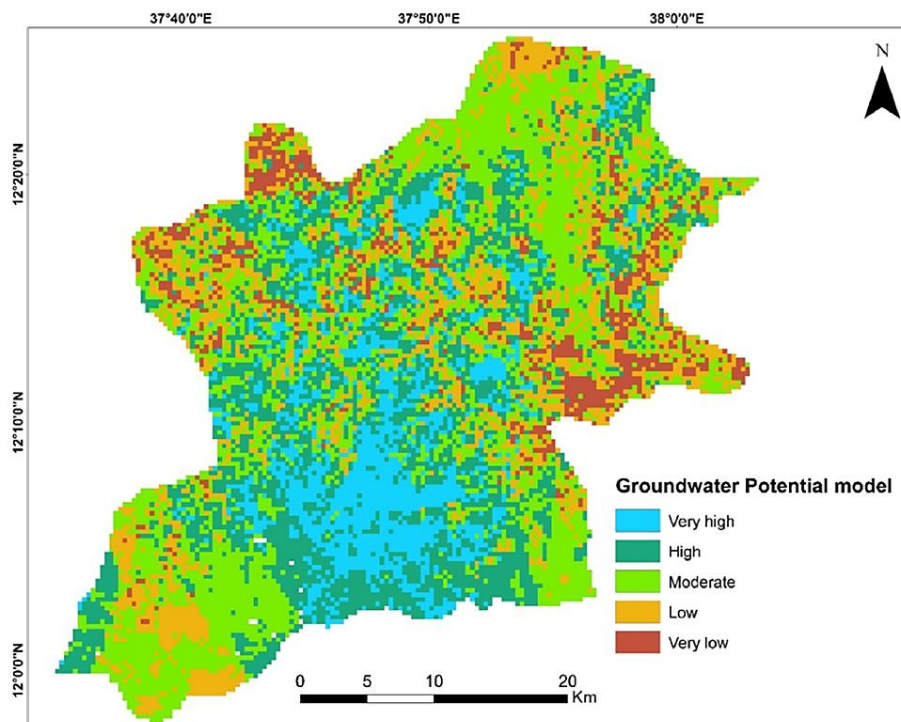 37°40'0"E 37°50'0"E 38°0'0"E
N
12°20'0"N
12°10'0"N
12°0'0"N
Groundwater Potential model
Very high
High
Moderate
Low
Very low
0 5 10 20
Km